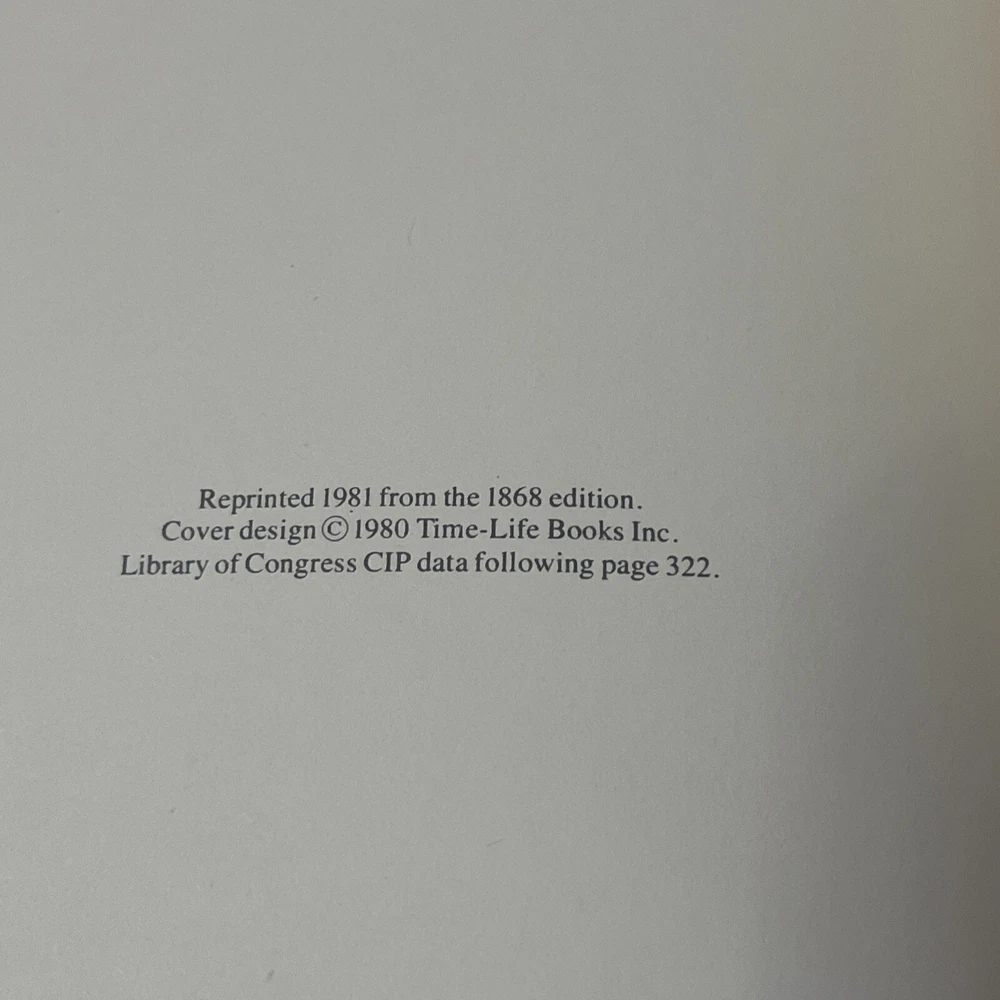 Reprinted 1981 from the 1868 edition.
Cover design © 1980 Time-Life Books Inc.
Library of Congress CIP data following page 322.